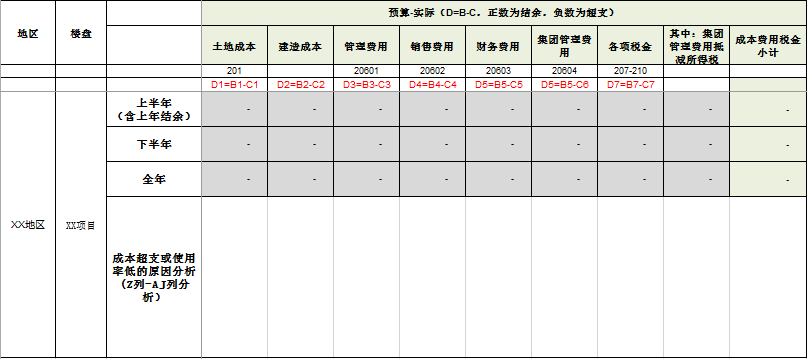 地区 楼盘 预算-实际（D=B-C，正数为结余，负数为超支）
土地成本 建造成本 管理费用 销售费用 财务费用 集团管理费用 各项税金 其中：集团管理费用抵减所得税 成本费用税金小计
201 20601 20602 20603 20604 207-210
D1=B1-C1 D2=B2-C2 D3=B3-C3 D4=B4-C4 D5=B5-C5 D5=B5-C6 D7=B7-C7
XX地区 XX项目
上半年
（含上年结余） - - - - - - - - -
下半年 - - - - - - - - -
全年 - - - - - - - - -
成本超支或使
用率低的原因分析
（Z列-AJ列分
析）